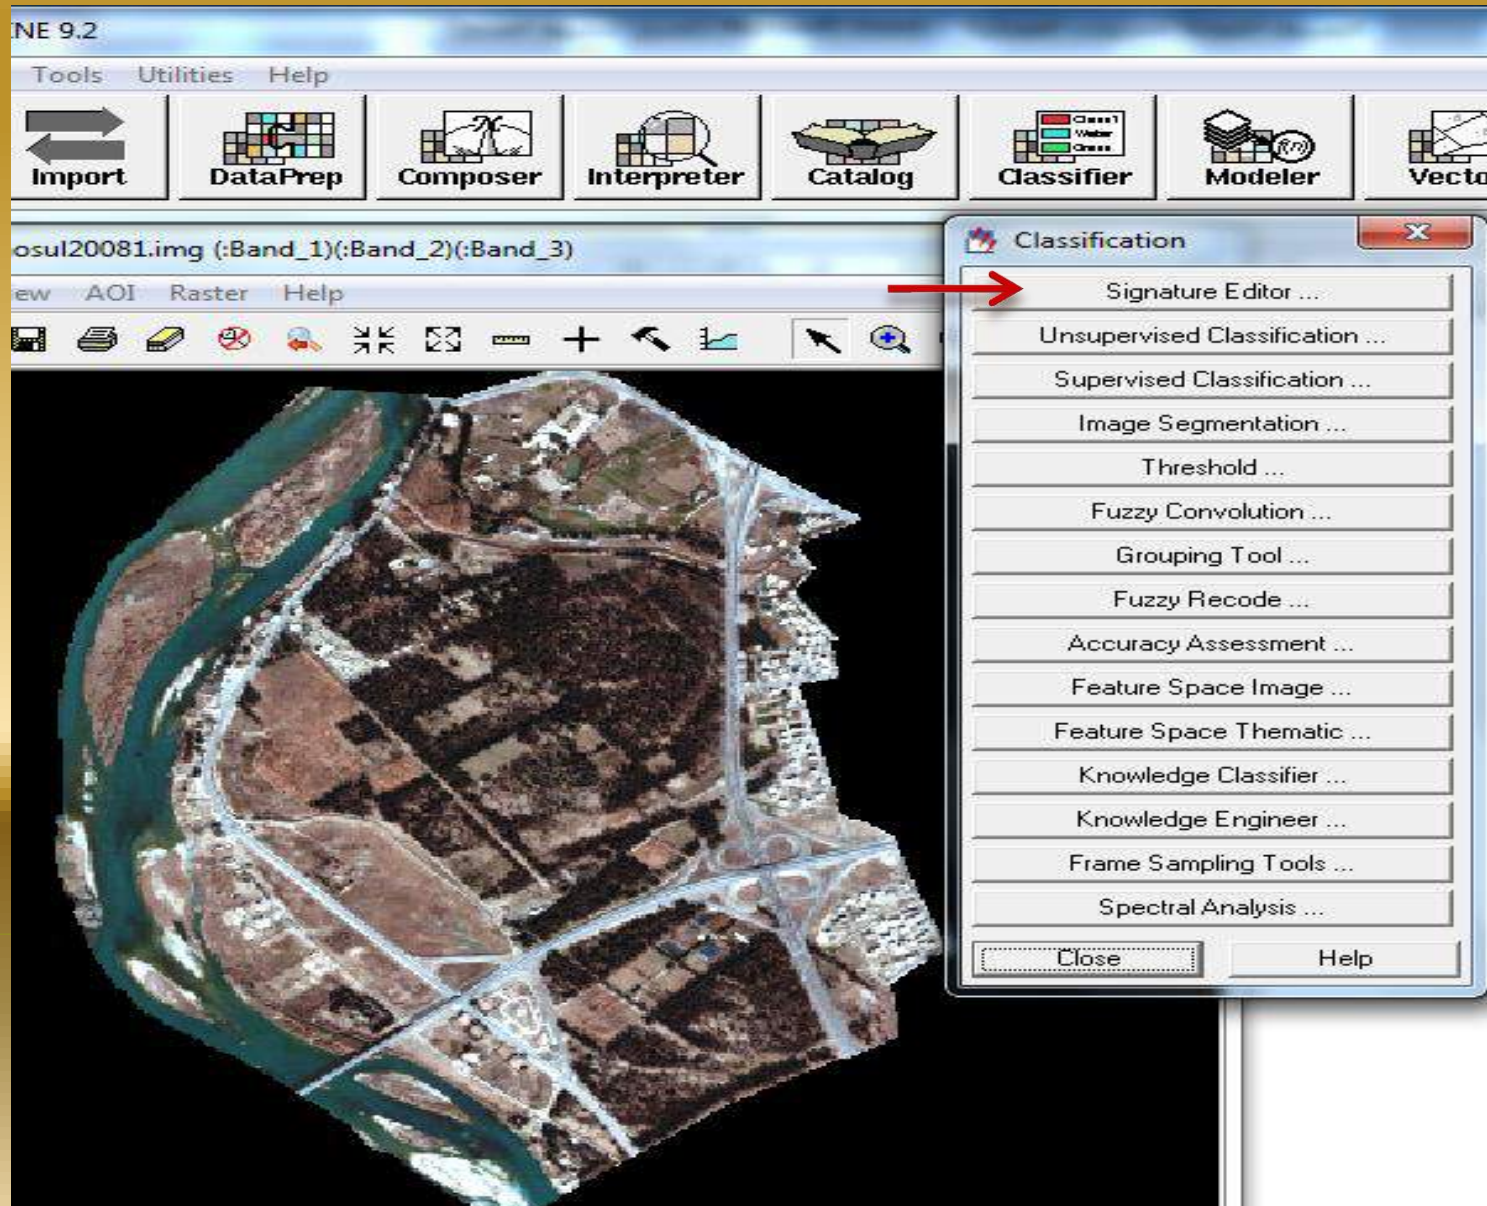 NE 9.2
Tools Utilities Help
Import DataPrep Composer Interpreter Catalog Classifier Modeler Vecto
Class1
Water
osul20081.img (:Band_1)(:Band_2)(:Band_3)
ew AOI Raster Help
Classification
Signature Editor ...
Unsupervised Classification ...
Supervised Classification ...
Image Segmentation ...
Threshold ...
Fuzzy Convolution ...
Grouping Tool ...
Fuzzy Recode ...
Accuracy Assessment ...
Feature Space Image ...
Feature Space Thematic ...
Knowledge Classifier ...
Knowledge Engineer ...
Frame Sampling Tools ...
Spectral Analysis ...
Close Help